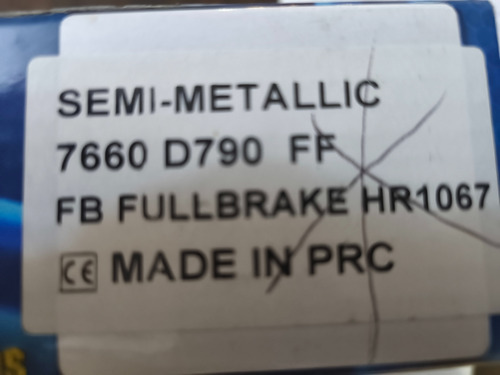 SEMI-METALLIC
7660 D790 FF
FB FULLBRAKE HR1067
CE MADE IN PRC